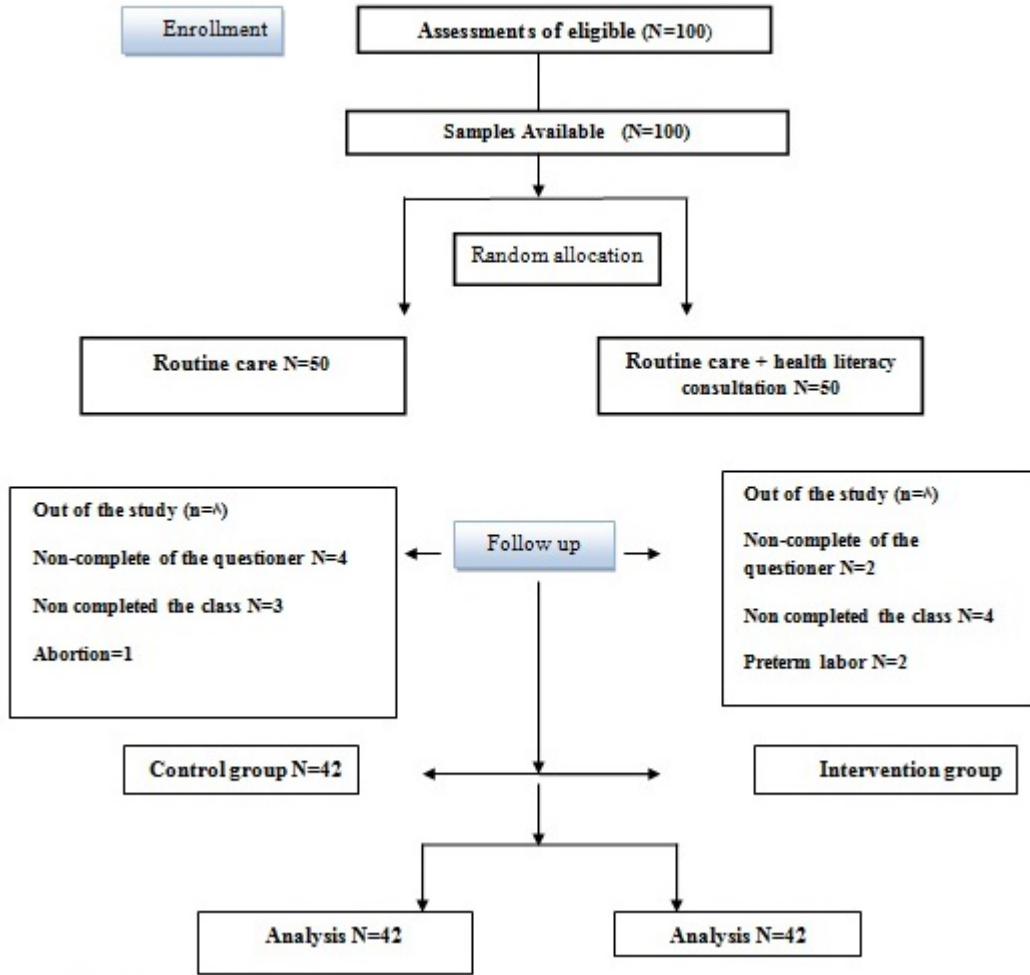 Enrollment
Assessments of eligible (N=100)
Samples Available (N=100)
Random allocation
Routine care N=50
Routine care + health literacy
consultation N=50
Out of the study (n=^)
Non-complete of the questioner N=4
Non completed the class N=3
Abortion=1
Follow up
Out of the study (n=^)
Non-complete of the
questioner N=2
Non completed the class N=4
Preterm labor N=2
Control group N=42
Intervention group
Analysis N=42
Analysis N=42